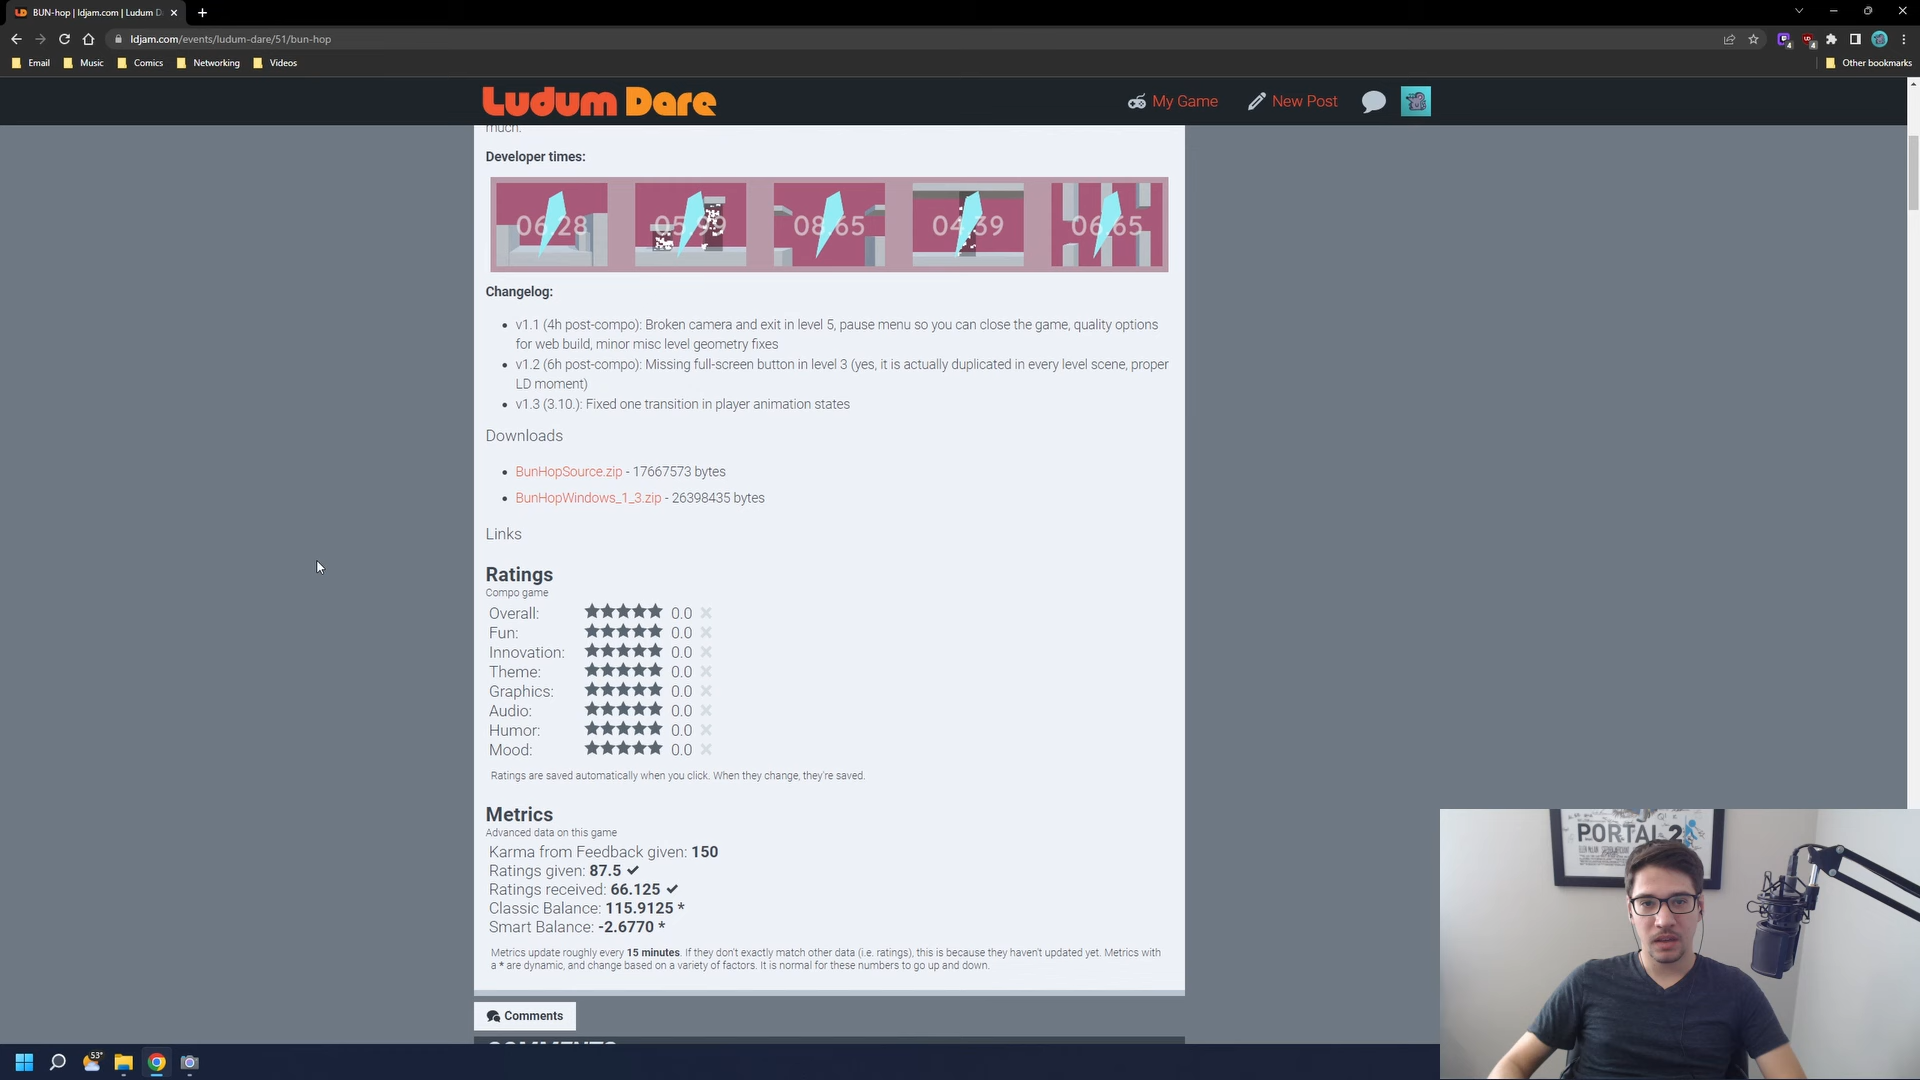 BUN-hop | ldjam.com | Ludum D
ldjam.com/events/ludum-dare/51/bun-hop
Email Music Comics Networking Videos Other bookmarks
Ludum Dare My Game New Post
much.
Developer times:
06.28 05.99 08.65 04.39 06.65
Changelog:
v1.1 (4h post-compo): Broken camera and exit in level 5, pause menu so you can close the game, quality options
for web build, minor misc level geometry fixes
v1.2 (6h post-compo): Missing full-screen button in level 3 (yes, it is actually duplicated in every level scene, proper
LD moment)
v1.3 (3.10.): Fixed one transition in player animation states
Downloads
BunHopSource.zip - 17667573 bytes
BunHopWindows_1_3.zip - 26398435 bytes
Links
Ratings
Compo game
Overall: ★★★★★ 0.0 ×
Fun: ★★★★★ 0.0 ×
Innovation: ★★★★★ 0.0 ×
Theme: ★★★★★ 0.0 ×
Graphics: ★★★★★ 0.0 ×
Audio: ★★★★★ 0.0 ×
Humor: ★★★★★ 0.0 ×
Mood: ★★★★★ 0.0 ×
Ratings are saved automatically when you click. When they change, they're saved.
Metrics
Advanced data on this game
Karma from Feedback given: 150
Ratings given: 87.5 ✔
Ratings received: 66.125 ✔
Classic Balance: 115.9125 *
Smart Balance: -2.6770 *
Metrics update roughly every 15 minutes. If they don't exactly match other data (i.e. ratings), this is because they haven't updated yet. Metrics with
a * are dynamic, and change based on a variety of factors. It is normal for these numbers to go up and down.
Comments
COMMENTS
PORTAL 2
53°